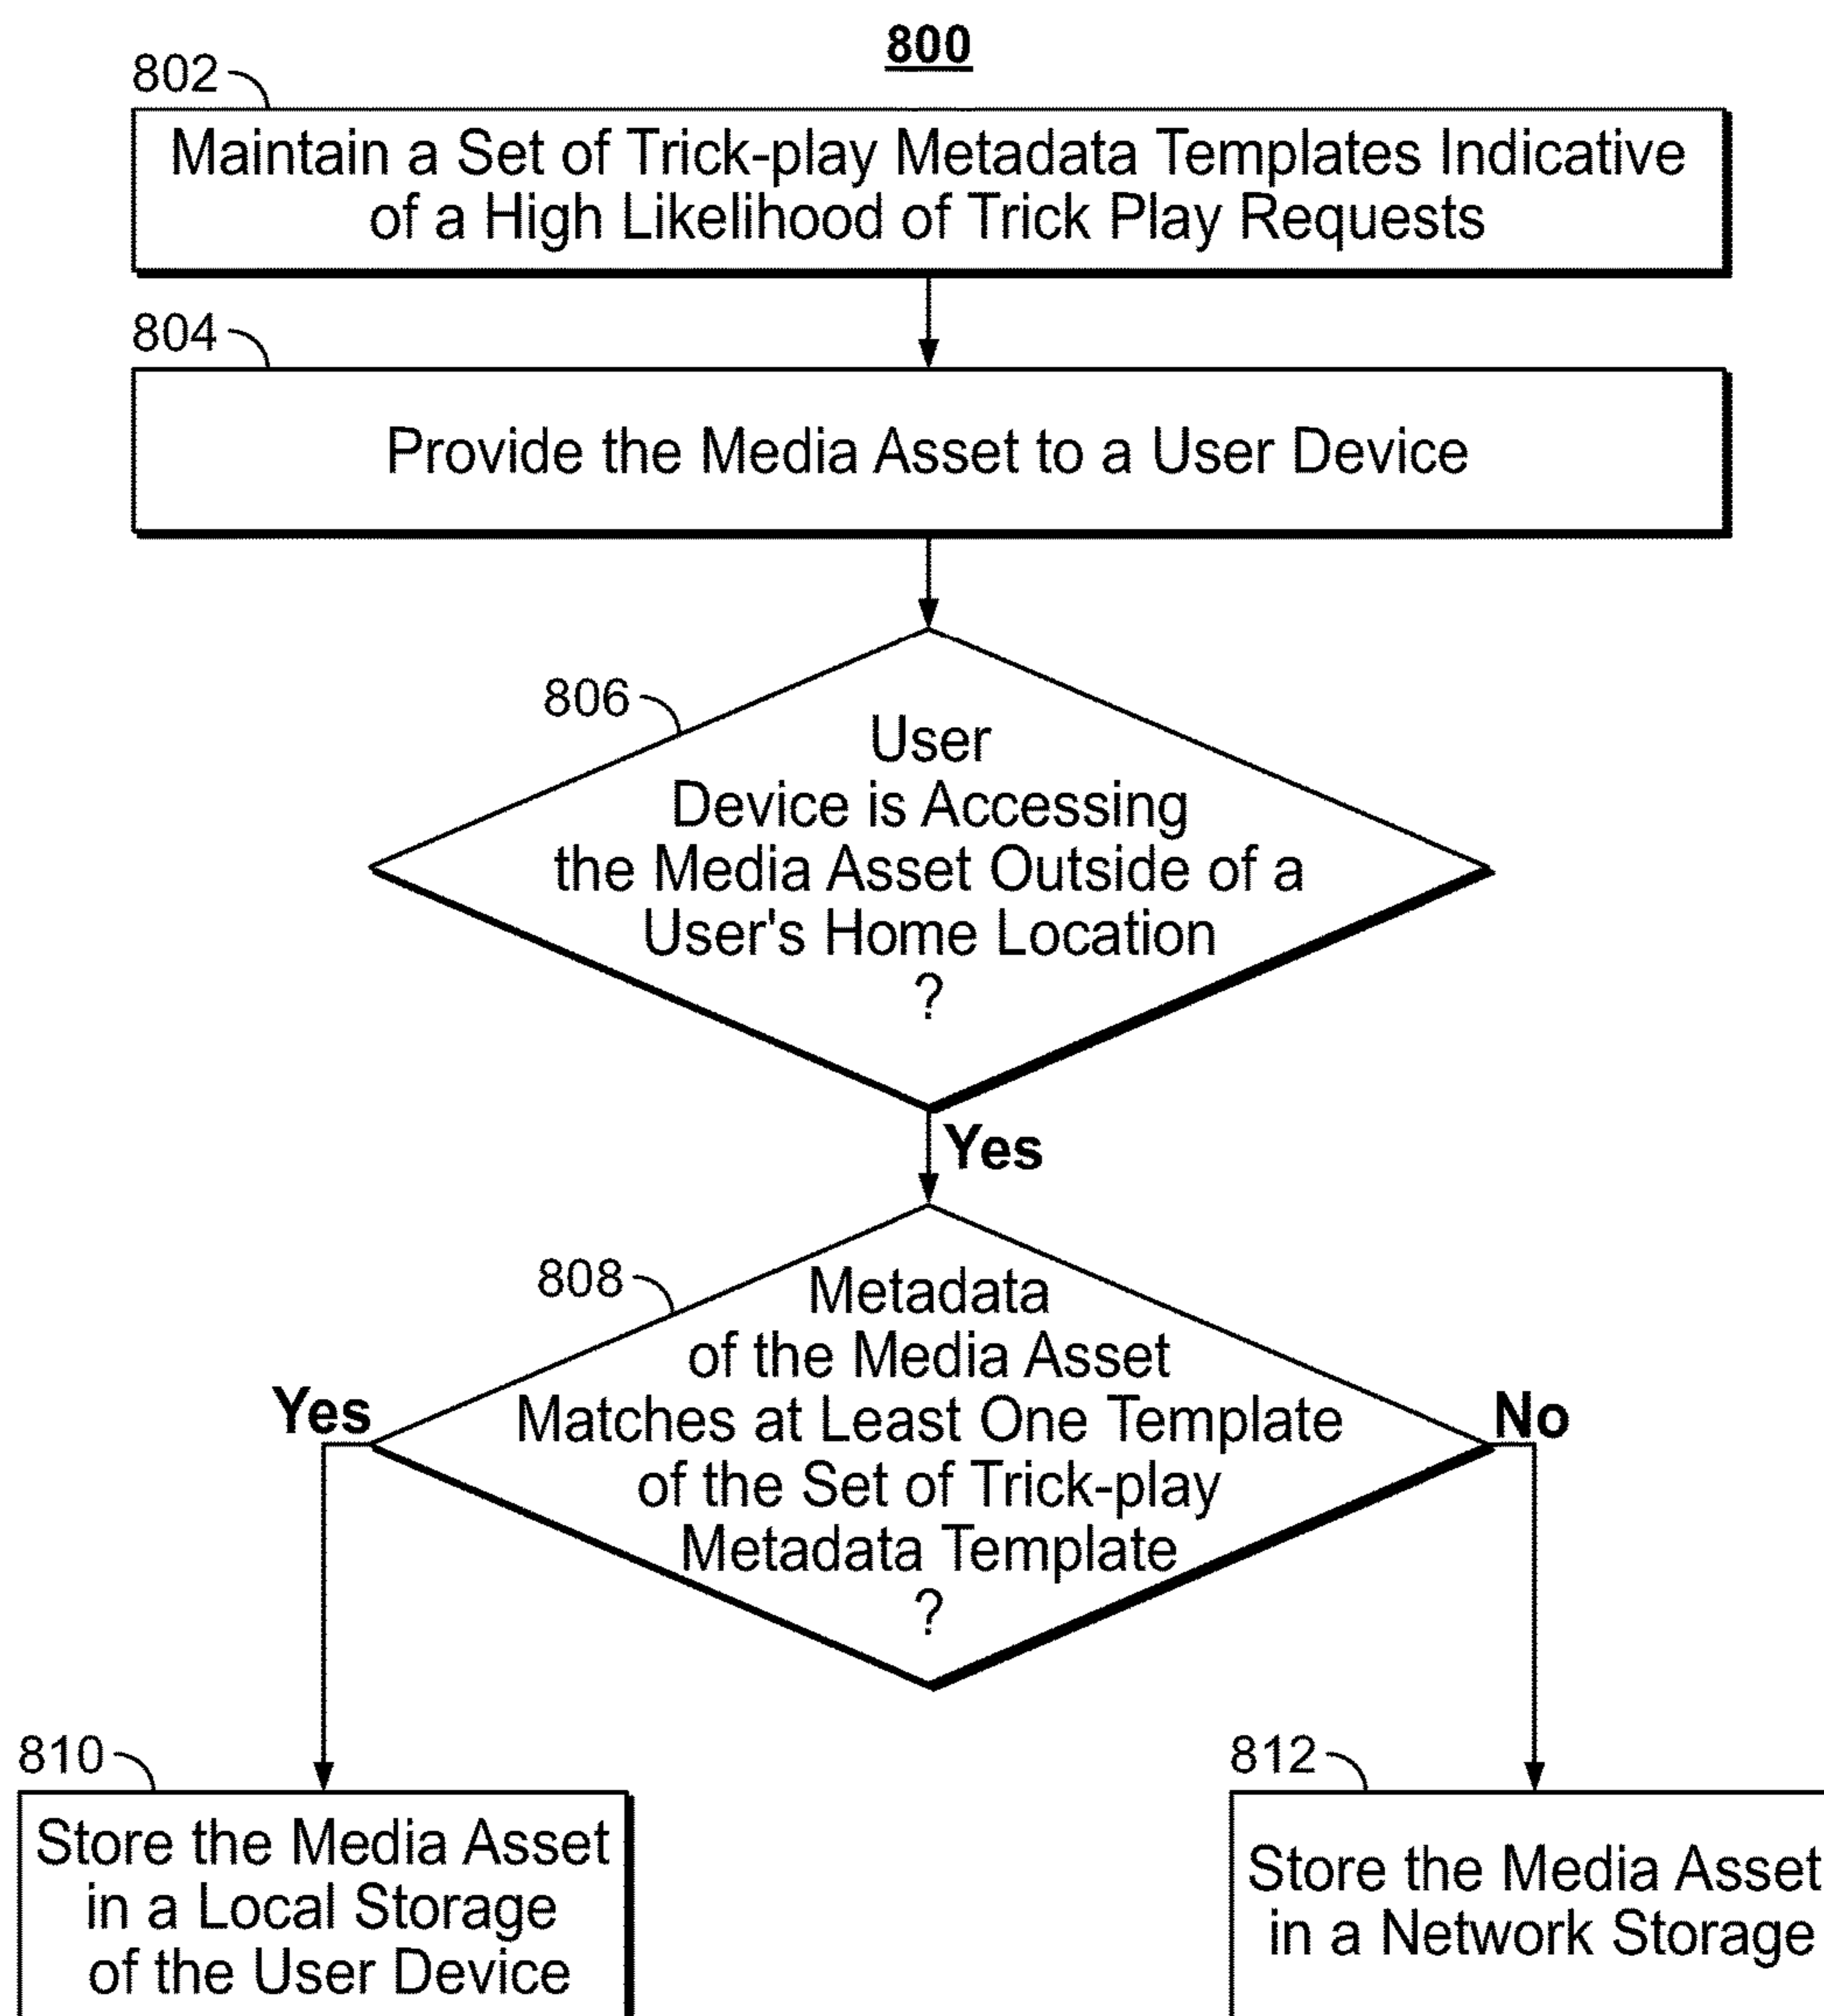 800
802
Maintain a Set of Trick-play Metadata Templates Indicative
of a High Likelihood of Trick Play Requests
804
Provide the Media Asset to a User Device
806
User
Device is Accessing
the Media Asset Outside of a
User's Home Location
?
Yes
808
Metadata
of the Media Asset
Matches at Least One Template
of the Set of Trick-play
Metadata Template
?
Yes
No
810
Store the Media Asset
in a Local Storage
of the User Device
812
Store the Media Asset
in a Network Storage